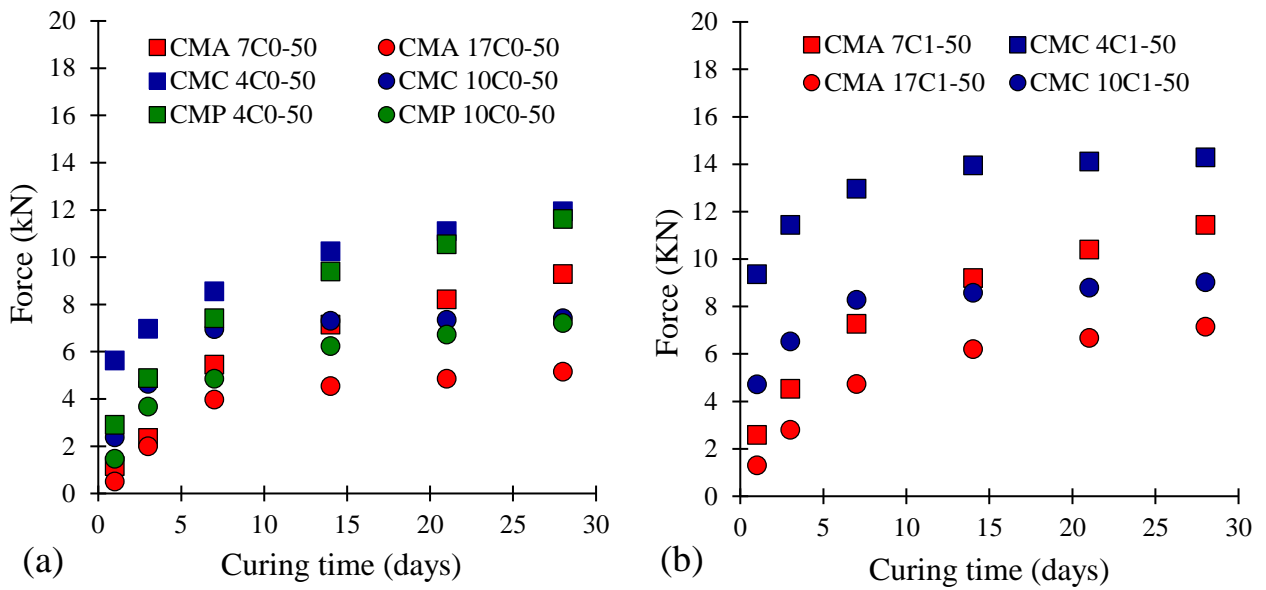 20
18
16
14
12
10
8
6
4
2
0
Force (kN)
CMA 7C0-50 CMA 17C0-50
CMC 4C0-50 CMC 10C0-50
CMP 4C0-50 CMP 10C0-50
0 5 10 15 20 25 30
Curing time (days)
(a)
20
18
16
14
12
10
8
6
4
2
0
Force (KN)
CMA 7C1-50 CMC 4C1-50
CMA 17C1-50 CMC 10C1-50
0 5 10 15 20 25 30
Curing time (days)
(b)